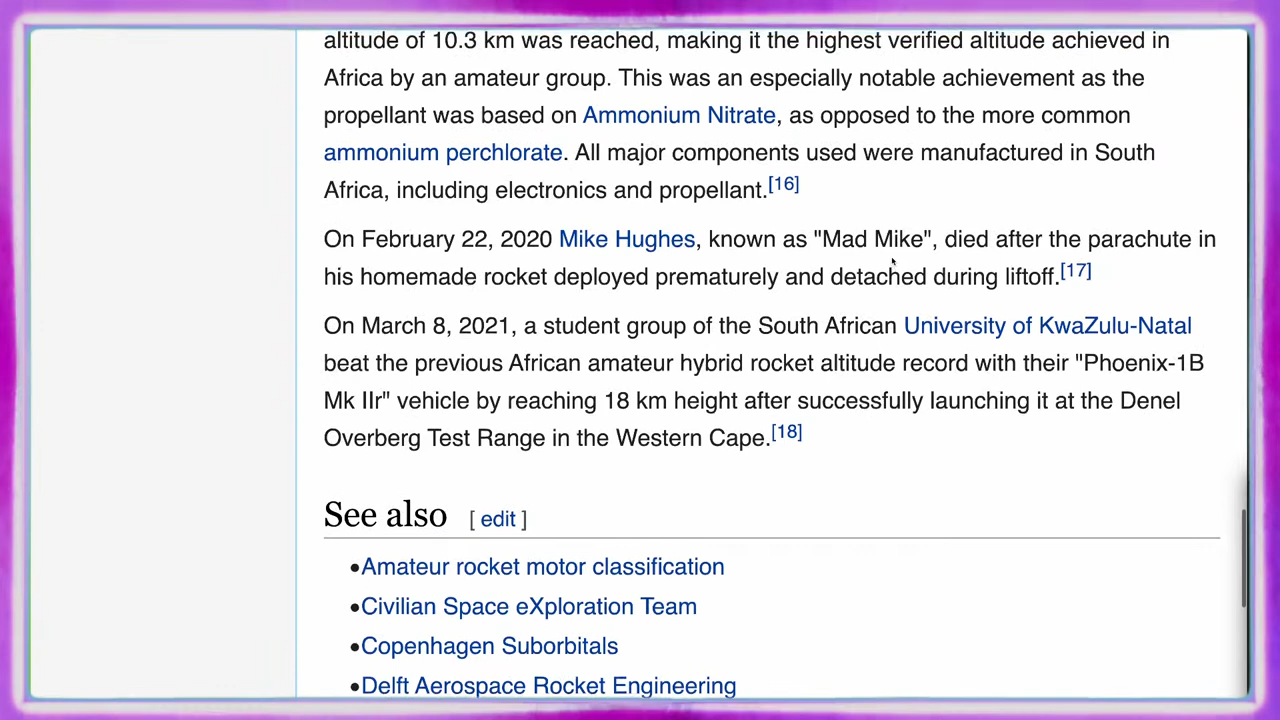 altitude of 10.3 km was reached, making it the highest verified altitude achieved in
Africa by an amateur group. This was an especially notable achievement as the
propellant was based on Ammonium Nitrate, as opposed to the more common
ammonium perchlorate. All major components used were manufactured in South
Africa, including electronics and propellant.[16]
On February 22, 2020 Mike Hughes, known as "Mad Mike", died after the parachute in
his homemade rocket deployed prematurely and detached during liftoff.[17]
On March 8, 2021, a student group of the South African University of KwaZulu-Natal
beat the previous African amateur hybrid rocket altitude record with their "Phoenix-1B
Mk IIr" vehicle by reaching 18 km height after successfully launching it at the Denel
Overberg Test Range in the Western Cape.[18]
See also [ edit ]
•Amateur rocket motor classification
•Civilian Space eXploration Team
•Copenhagen Suborbitals
•Delft Aerospace Rocket Engineering